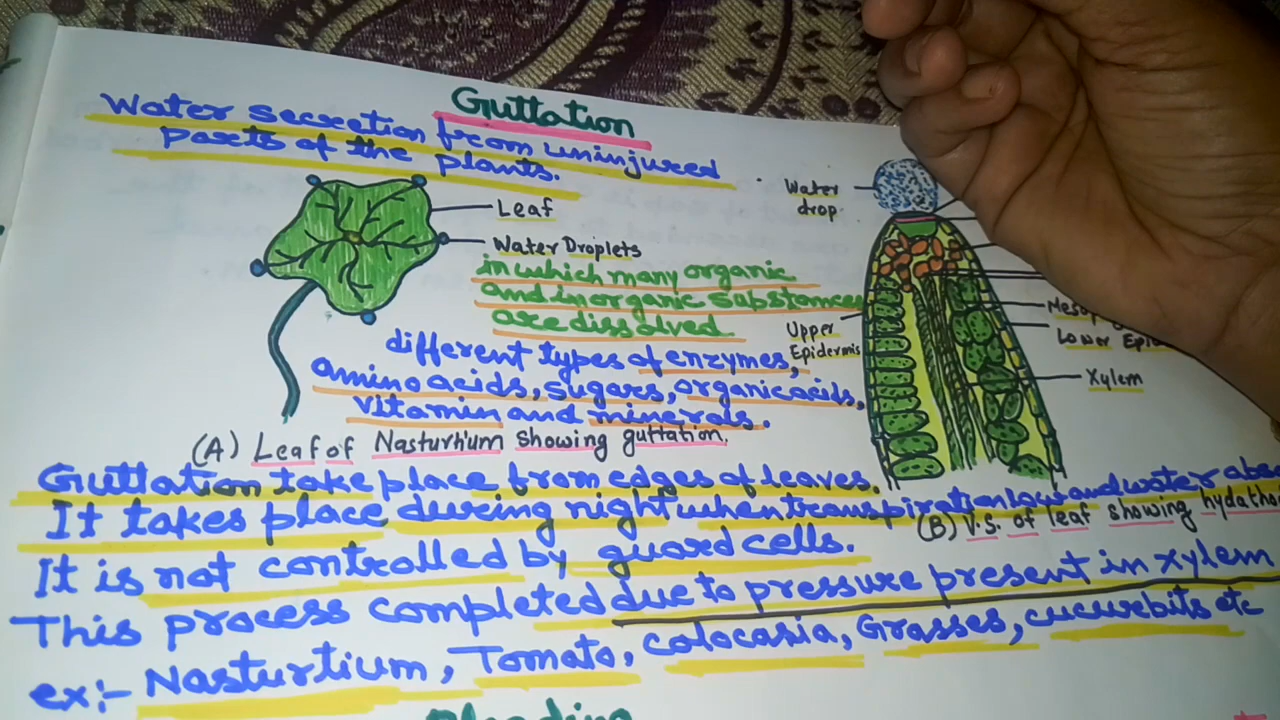 Guttation
Water secretion from uninjured
parts of the plants.
Leaf
Water Droplets
in which many organic
and inorganic substances
are dissolved
different types of enzymes,
amino acids, sugars, organic acids,
vitamin and minerals.
(A) Leaf of Nasturtium showing guttation.
Water
drop
Upper
Epidermis
Lower
Xylem
(B) V.S. of leaf showing
Guttation take place from edges of leaves.
It takes place during night when transpiration low and water
It is not controlled by guard cells.
This process completed due to pressure present in xylem
ex:- Nasturtium, Tomato, Colocasia, Grasses, cucurbits etc